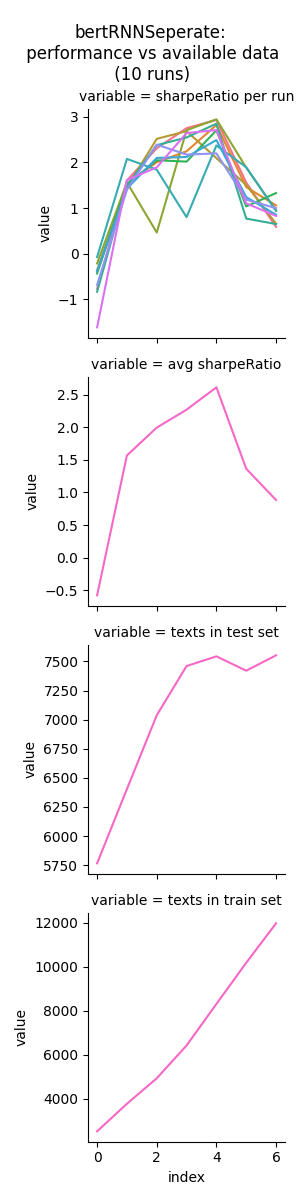 bertRNNSeperate:
performance vs available data
(10 runs)
variable = sharpeRatio per run
3
2
1
0
−1
value
variable = avg sharpeRatio
2.5
2.0
1.5
1.0
0.5
0.0
−0.5
value
variable = texts in test set
7500
7250
7000
6750
6500
6250
6000
5750
value
variable = texts in train set
12000
10000
8000
6000
4000
value
0 2 4 6
index